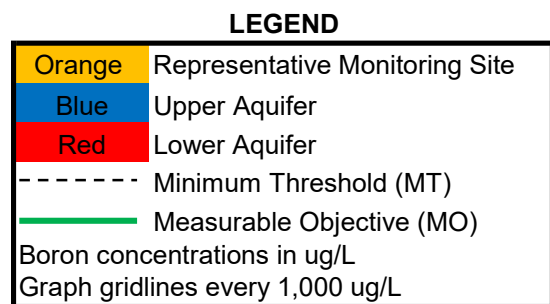 LEGEND
Orange Representative Monitoring Site
Blue Upper Aquifer
Red Lower Aquifer
Minimum Threshold (MT)
Measurable Objective (MO)
Boron concentrations in ug/L
Graph gridlines every 1,000 ug/L